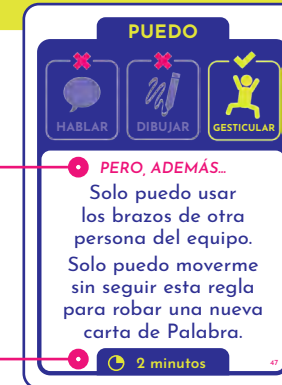 PUEDO
HABLAR
DIBUJAR
GESTICULAR
PERO, ADEMÁS...
Solo puedo usar
los brazos de otra
persona del equipo.
Solo puedo moverme
sin seguir esta regla
para robar una nueva
carta de Palabra.
2 minutos
47